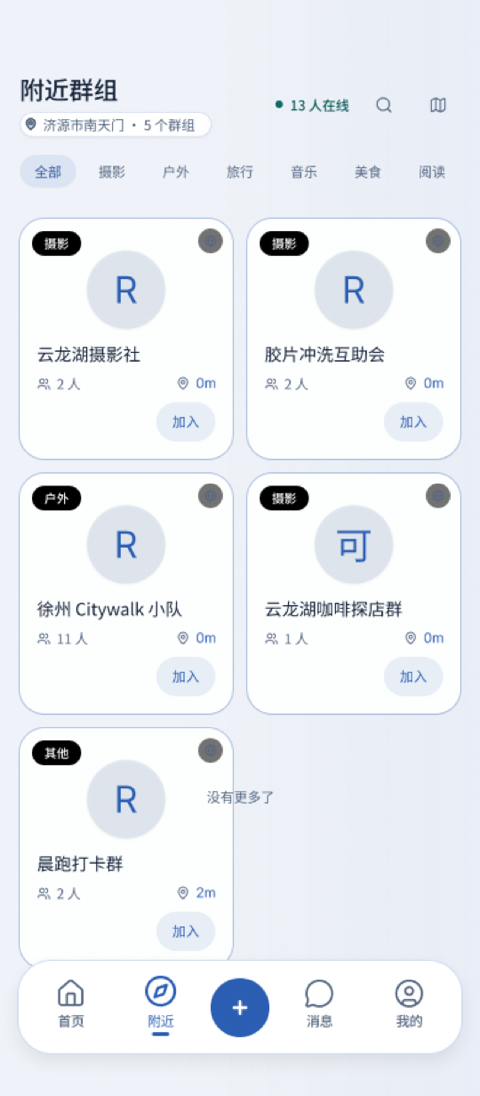 附近群组
13 人在线
济源市南天门 · 5 个群组
全部 摄影 户外 旅行 音乐 美食 阅读
摄影
R
云龙湖摄影社
2 人 0m
加入
摄影
R
胶片冲洗互助会
2 人 0m
加入
户外
R
徐州 Citywalk 小队
11 人 0m
加入
摄影
可
云龙湖咖啡探店群
1 人 0m
加入
其他
R
晨跑打卡群
2 人 2m
加入
没有更多了
首页 附近 + 消息 我的